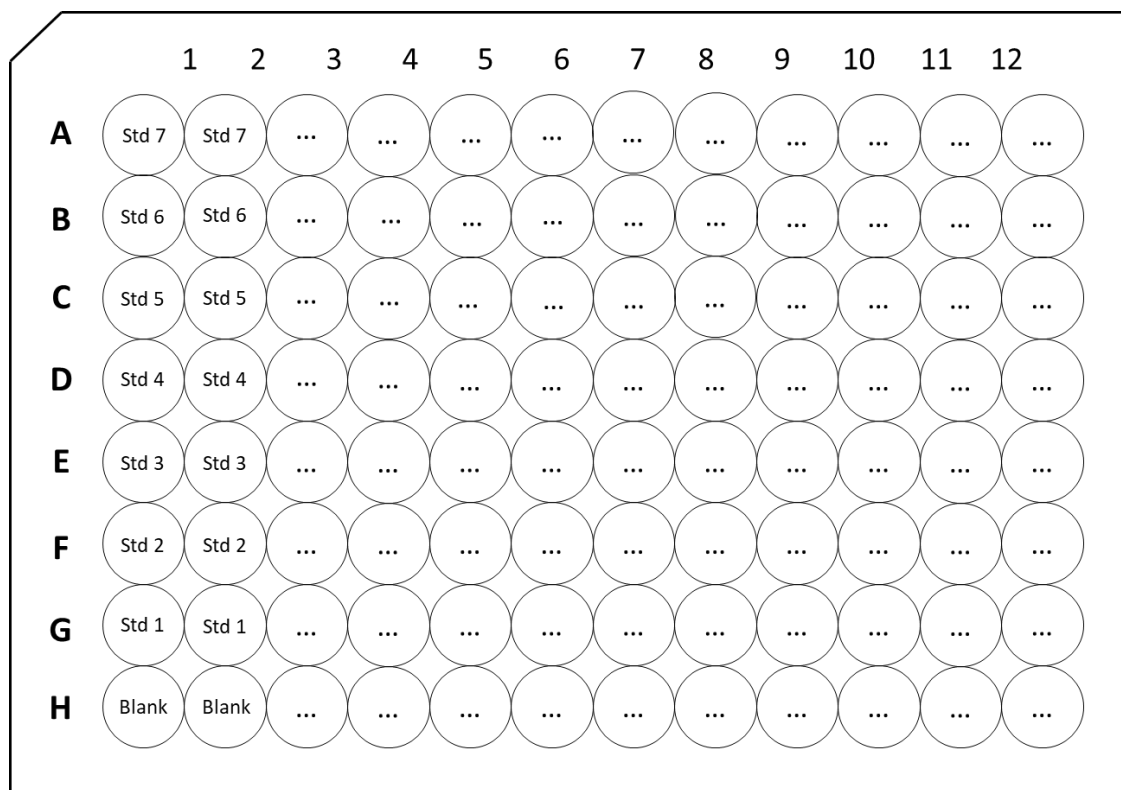 1 2 3 4 5 6 7 8 9 10 11 12
A Std 7 Std 7 ... ... ... ... ... ... ... ... ... ...
B Std 6 Std 6 ... ... ... ... ... ... ... ... ... ...
C Std 5 Std 5 ... ... ... ... ... ... ... ... ... ...
D Std 4 Std 4 ... ... ... ... ... ... ... ... ... ...
E Std 3 Std 3 ... ... ... ... ... ... ... ... ... ...
F Std 2 Std 2 ... ... ... ... ... ... ... ... ... ...
G Std 1 Std 1 ... ... ... ... ... ... ... ... ... ...
H Blank Blank ... ... ... ... ... ... ... ... ... ...